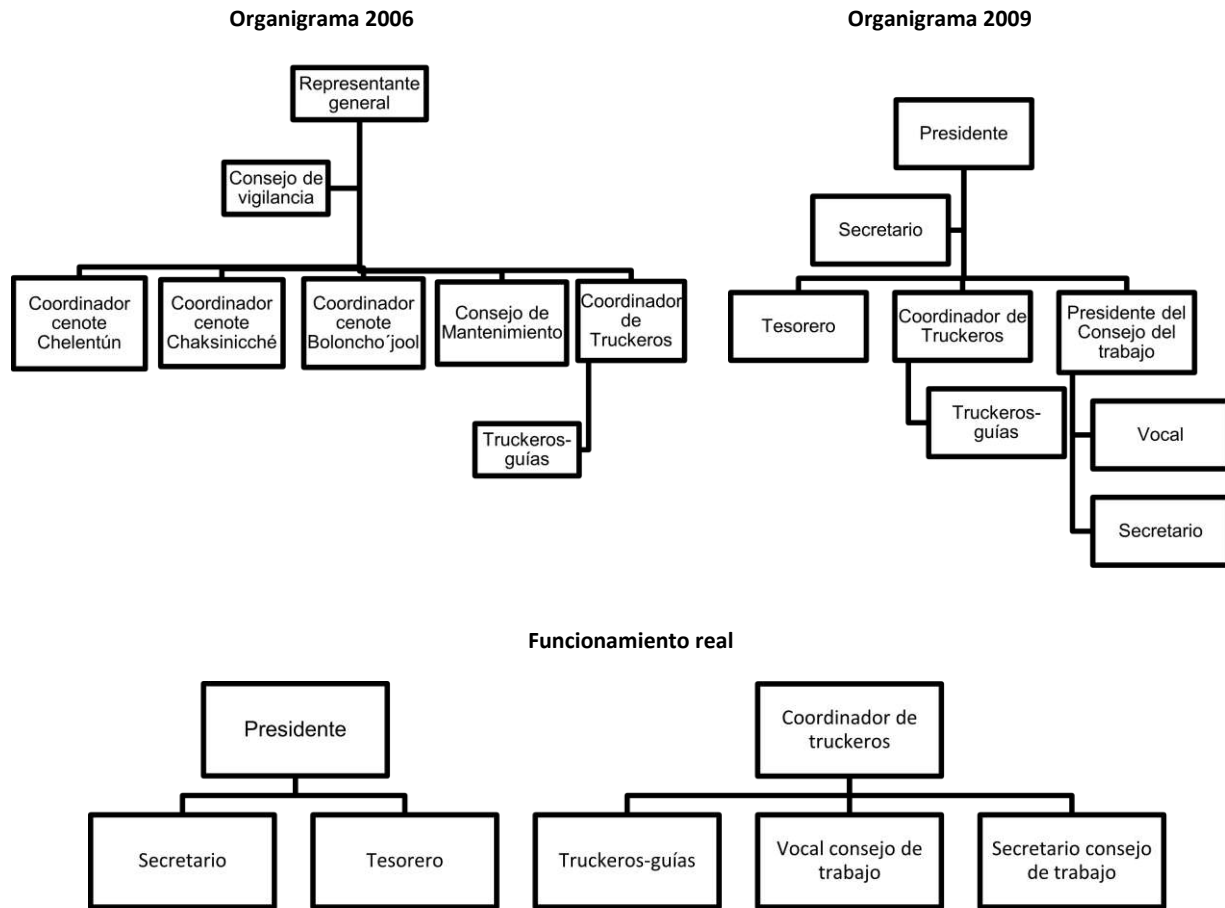 Organigrama 2006
Representante
general
Consejo de
vigilancia
Coordinador
cenote
Chelentún
Coordinador
cenote
Chaksinicché
Coordinador
cenote
Boloncho´jool
Consejo de
Mantenimiento
Coordinador
de
Truckeros
Truckeros-
guías
Organigrama 2009
Presidente
Secretario
Tesorero
Coordinador de
Truckeros
Presidente del
Consejo del
trabajo
Truckeros-
guías
Vocal
Secretario
Funcionamiento real
Presidente
Secretario
Tesorero
Coordinador de
truckeros
Truckeros-guías
Vocal consejo de
trabajo
Secretario consejo
de trabajo